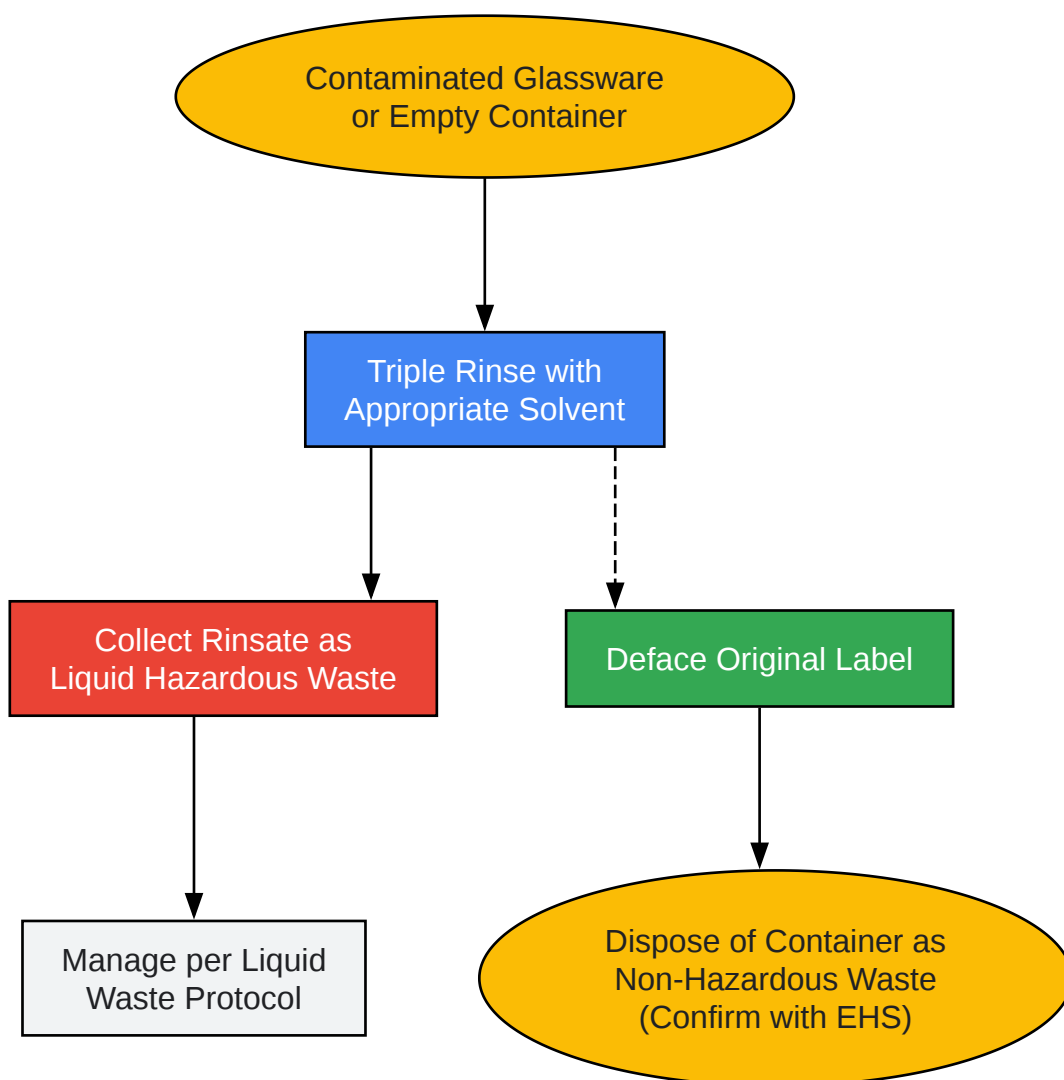 Contaminated Glassware
or Empty Container
Triple Rinse with
Appropriate Solvent
Collect Rinsate as
Liquid Hazardous Waste
Deface Original Label
Manage per Liquid
Waste Protocol
Dispose of Container as
Non-Hazardous Waste
(Confirm with EHS)